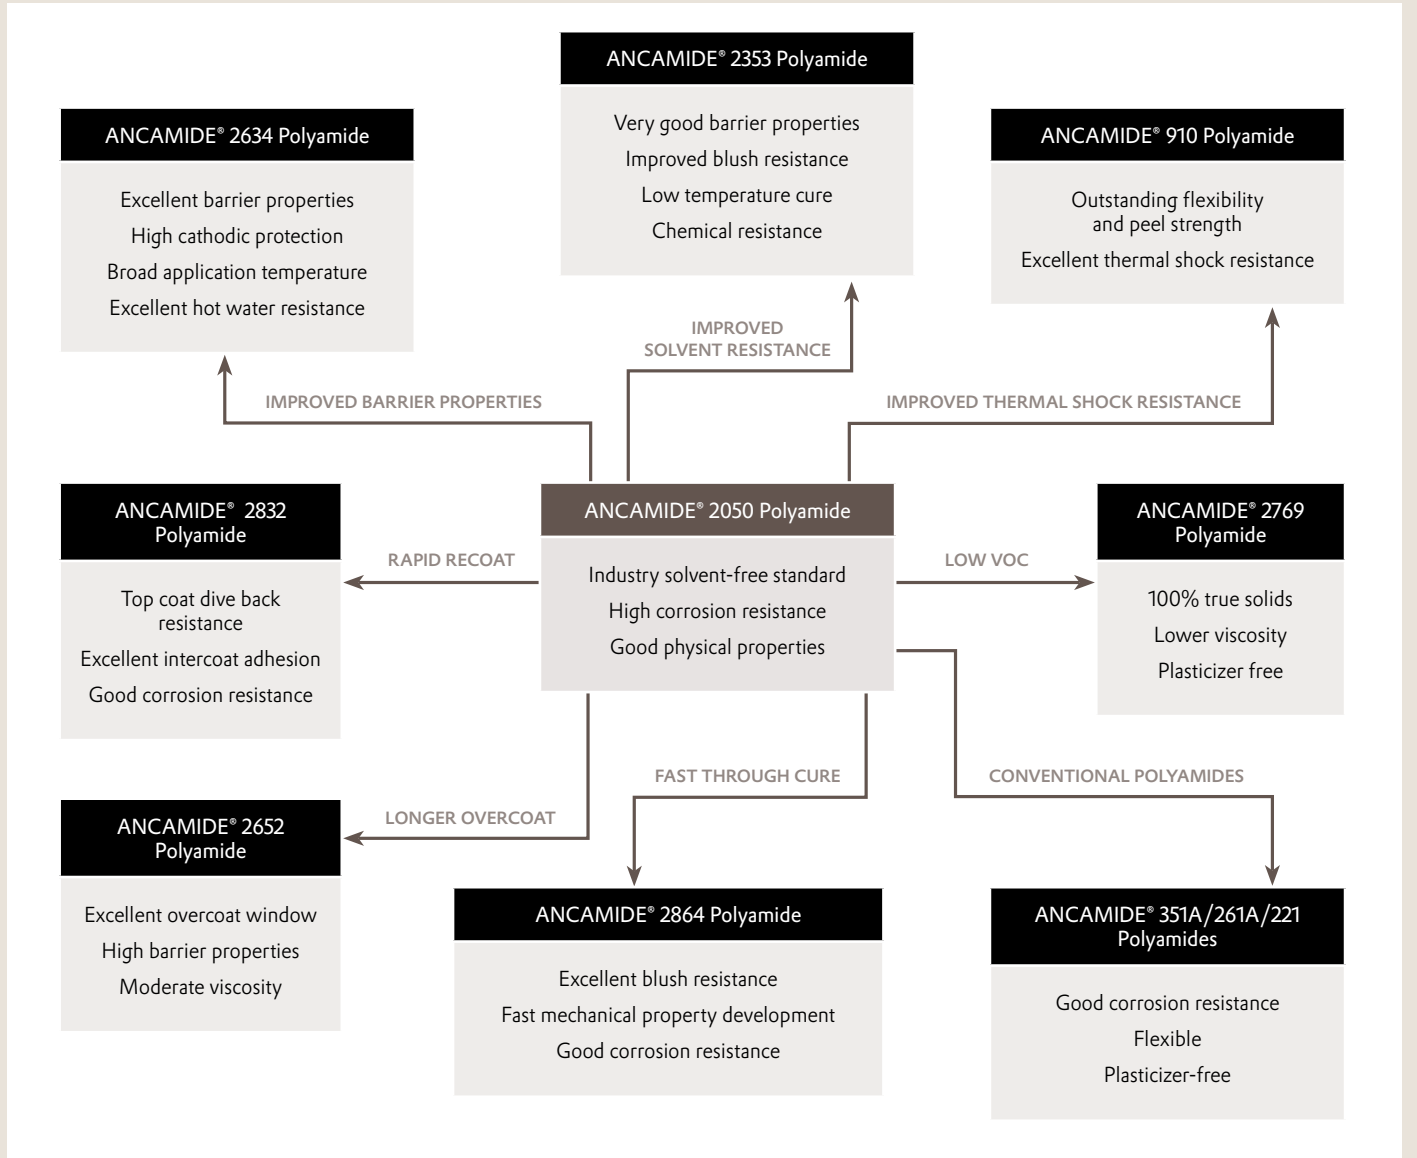 ANCAMIDE® 2353 Polyamide
Very good barrier properties
Improved blush resistance
Low temperature cure
Chemical resistance
ANCAMIDE® 2634 Polyamide
Excellent barrier properties
High cathodic protection
Broad application temperature
Excellent hot water resistance
ANCAMIDE® 910 Polyamide
Outstanding flexibility
and peel strength
Excellent thermal shock resistance
IMPROVED
SOLVENT RESISTANCE
IMPROVED BARRIER PROPERTIES
IMPROVED THERMAL SHOCK RESISTANCE
ANCAMIDE® 2832
Polyamide
Top coat dive back
resistance
Excellent intercoat adhesion
Good corrosion resistance
RAPID RECOAT
ANCAMIDE® 2050 Polyamide
Industry solvent-free standard
High corrosion resistance
Good physical properties
LOW VOC
ANCAMIDE® 2769
Polyamide
100% true solids
Lower viscosity
Plasticizer free
FAST THROUGH CURE
CONVENTIONAL POLYAMIDES
LONGER OVERCOAT
ANCAMIDE® 2652
Polyamide
Excellent overcoat window
High barrier properties
Moderate viscosity
ANCAMIDE® 2864 Polyamide
Excellent blush resistance
Fast mechanical property development
Good corrosion resistance
ANCAMIDE® 351A/261A/221
Polyamides
Good corrosion resistance
Flexible
Plasticizer-free